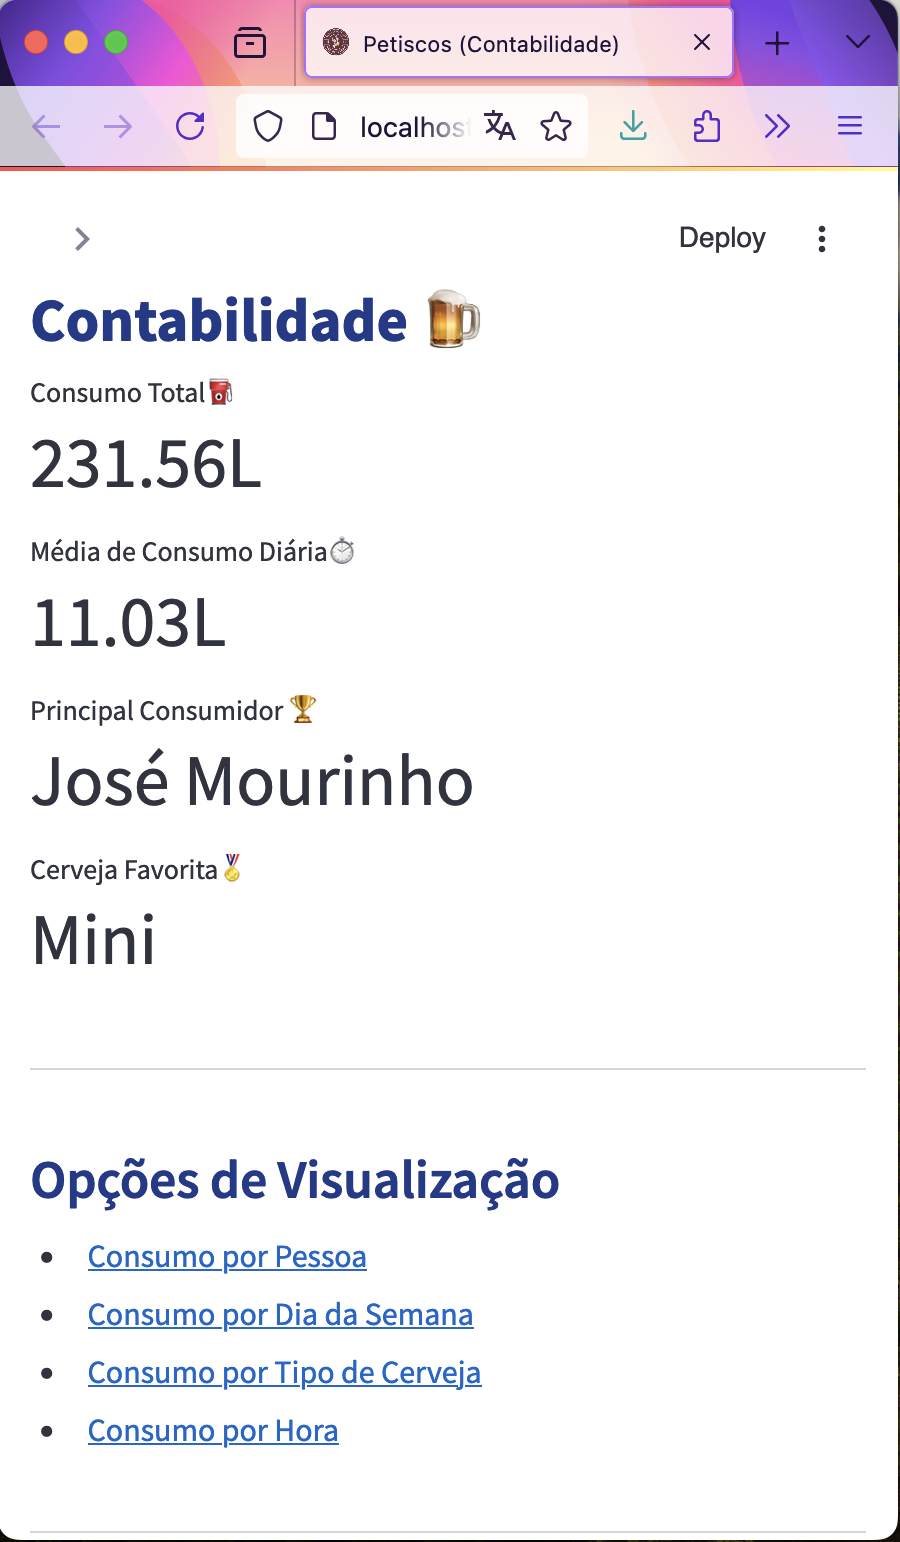 Petiscos (Contabilidade)
localhost
Deploy
Contabilidade
Consumo Total
231.56L
Média de Consumo Diária
11.03L
Principal Consumidor
José Mourinho
Cerveja Favorita
Mini
Opções de Visualização
Consumo por Pessoa
Consumo por Dia da Semana
Consumo por Tipo de Cerveja
Consumo por Hora